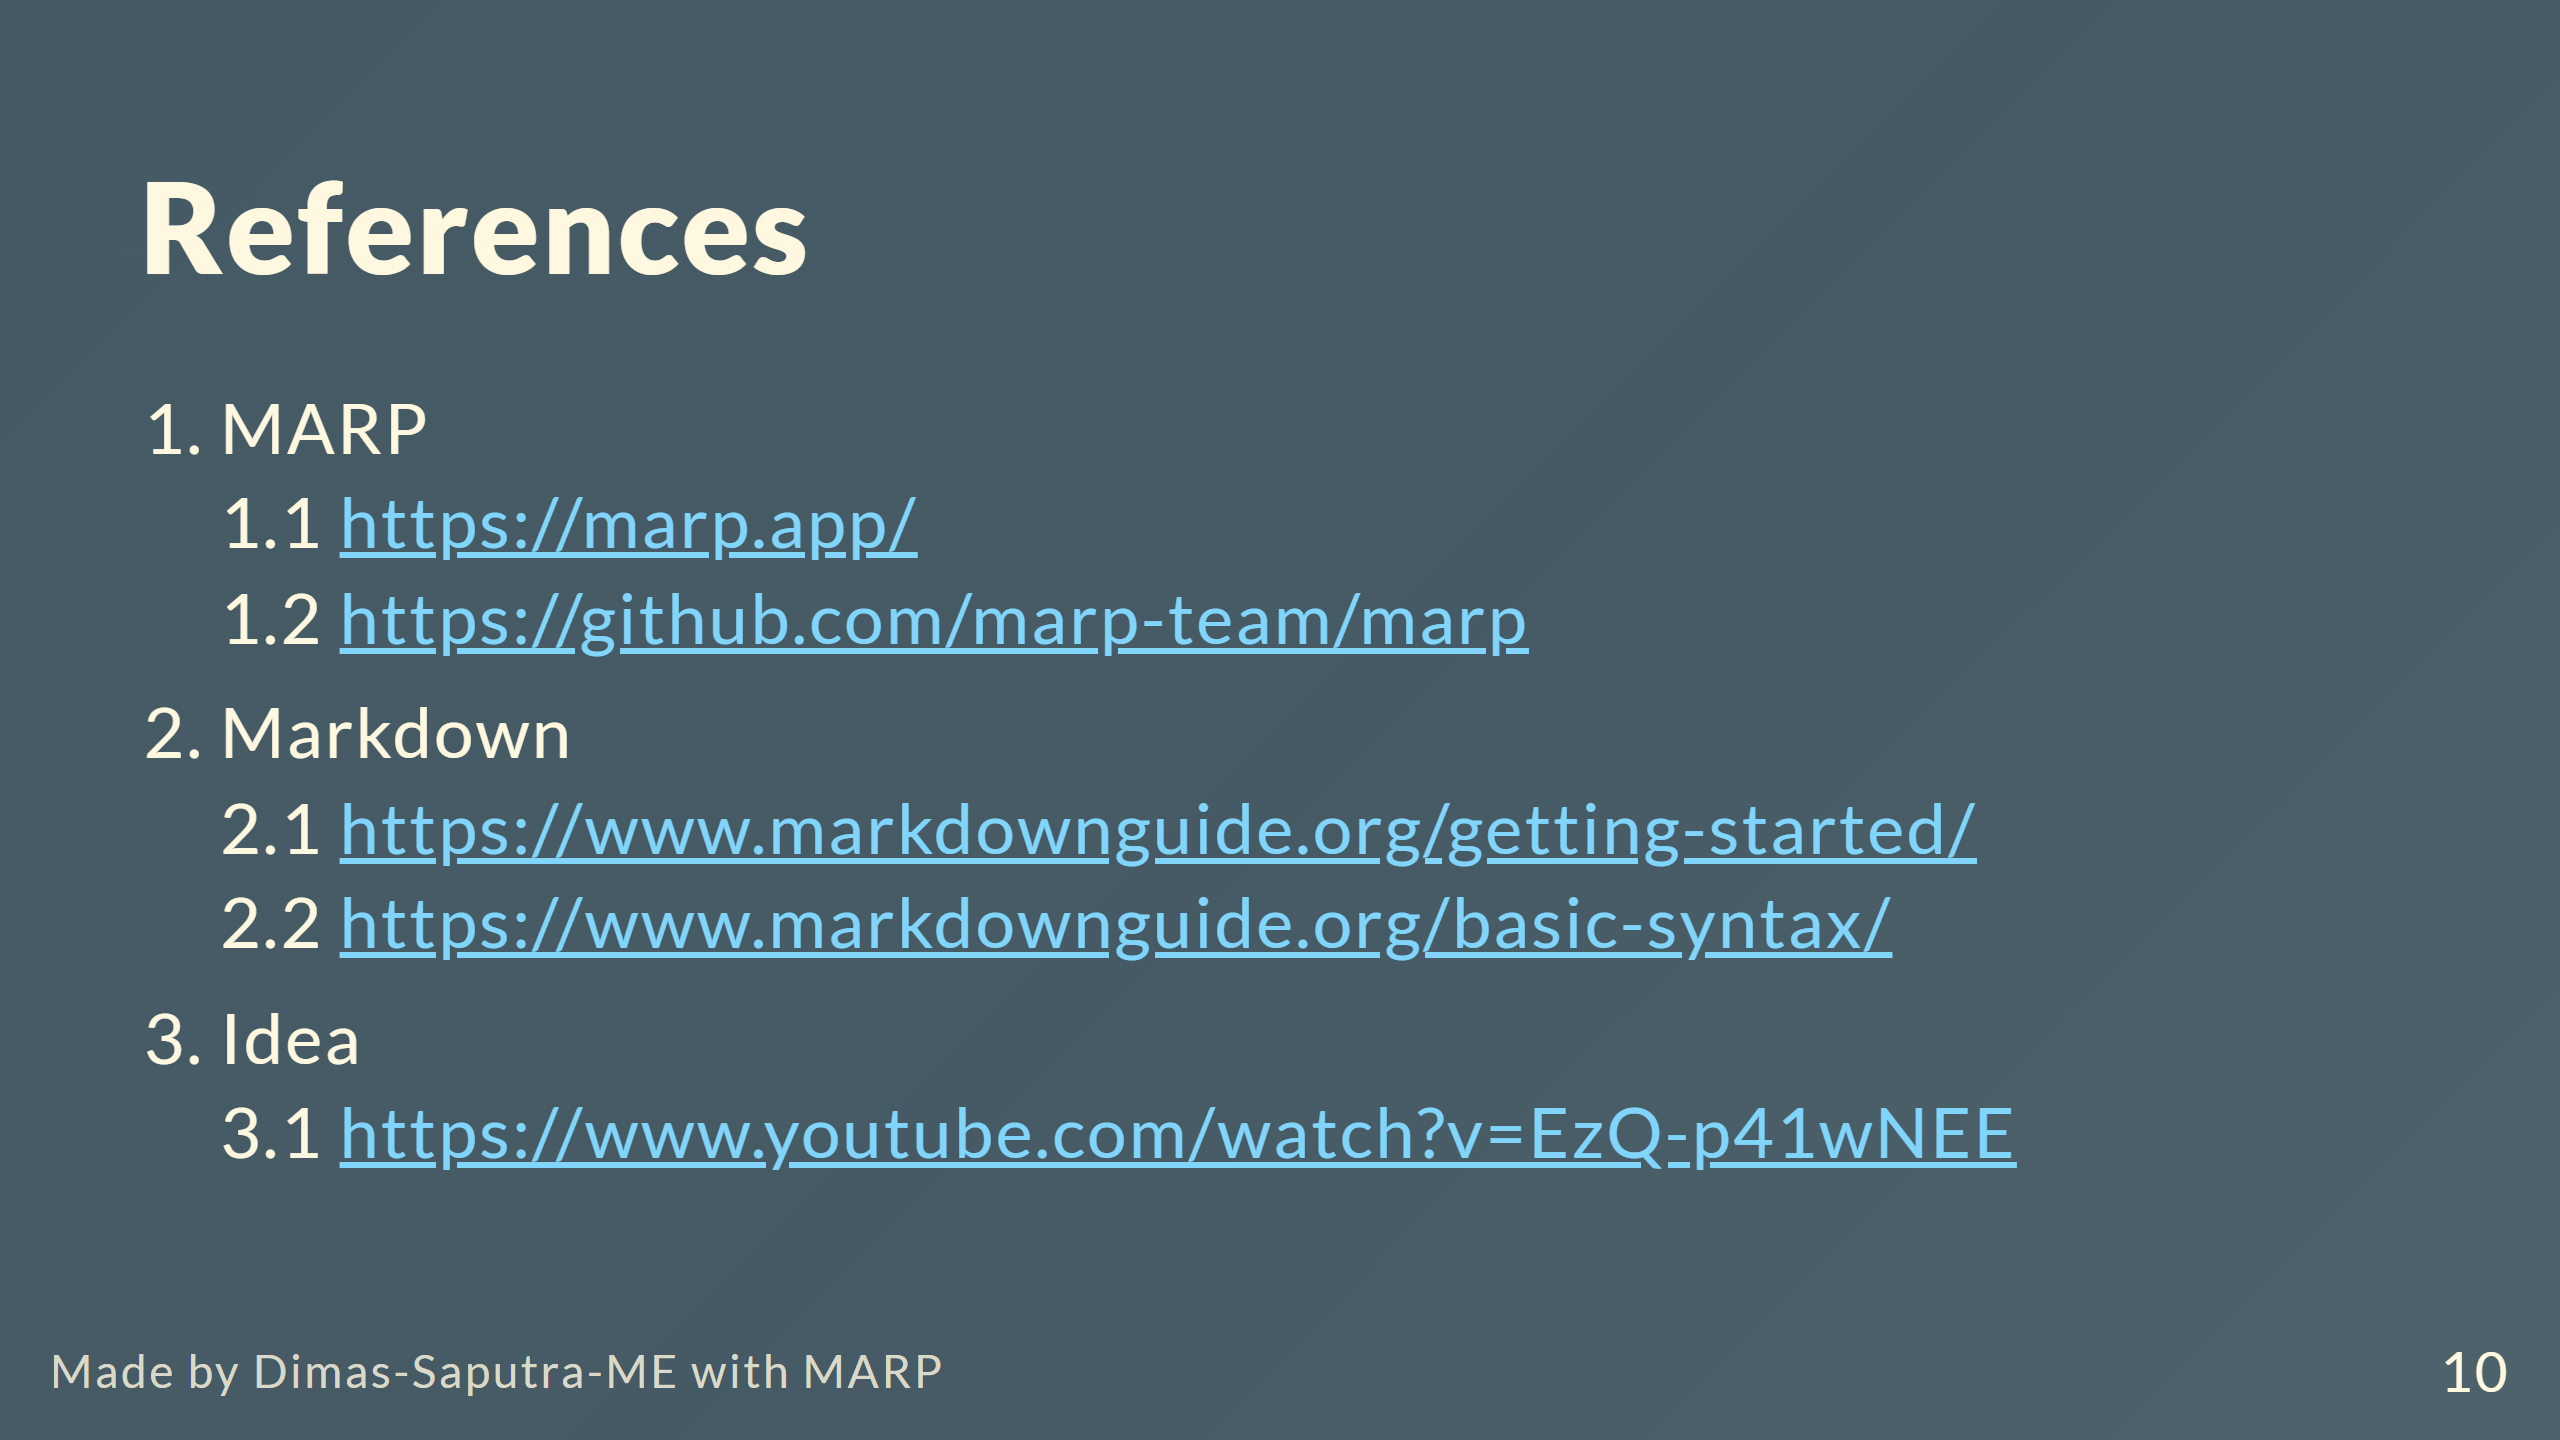 References
1. MARP
1.1 https://marp.app/
1.2 https://github.com/marp-team/marp
2. Markdown
2.1 https://www.markdownguide.org/getting-started/
2.2 https://www.markdownguide.org/basic-syntax/
3. Idea
3.1 https://www.youtube.com/watch?v=EzQ-p41wNEE
Made by Dimas-Saputra-ME with MARP
10